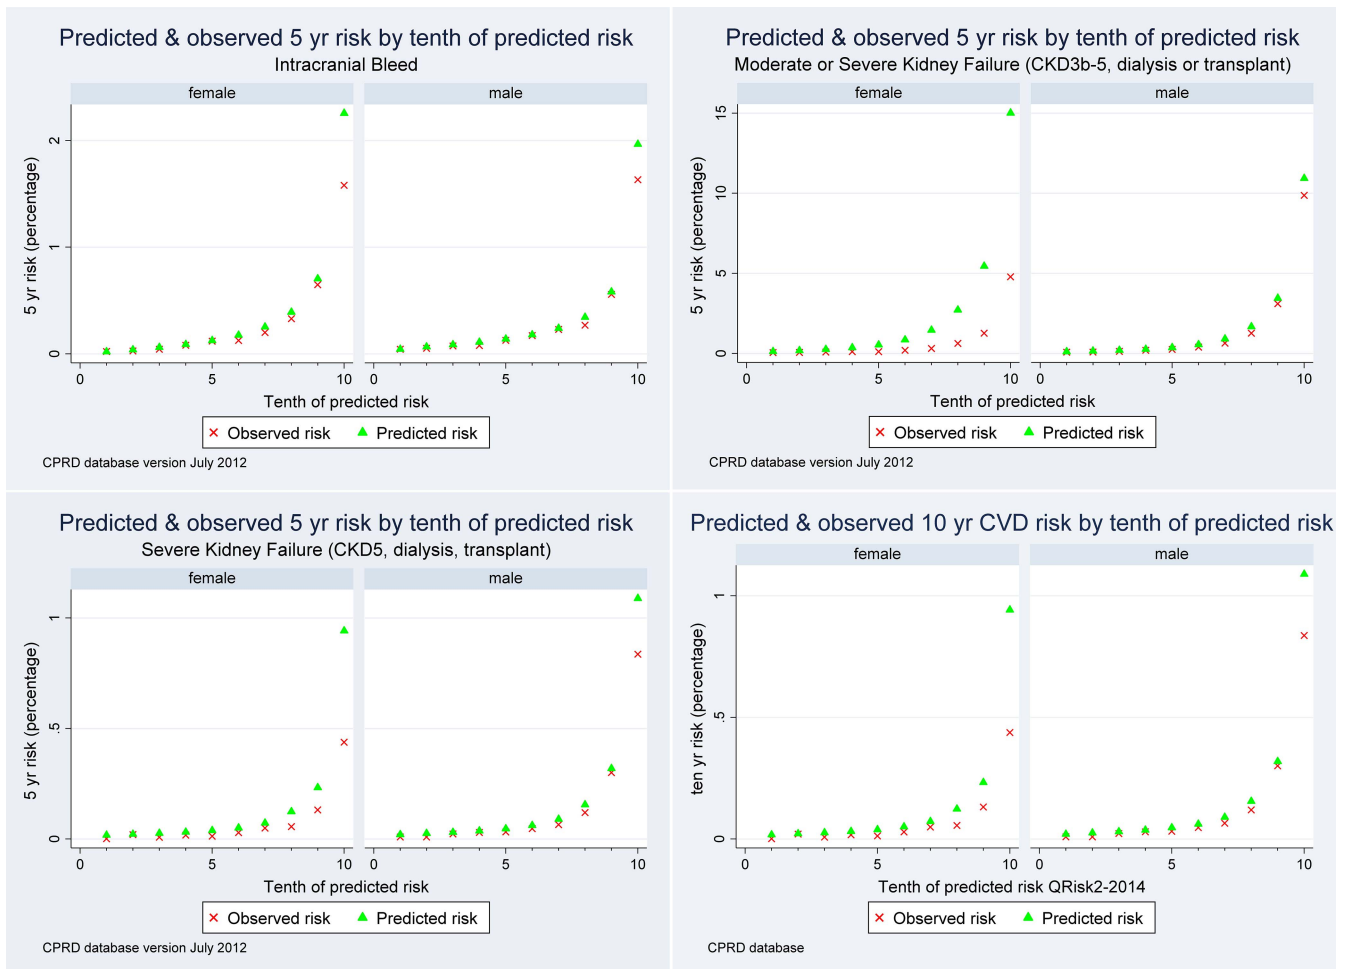 Predicted & observed 5 yr risk by tenth of predicted risk
Intracranial Bleed
female
male
5 yr risk (percentage)
2
1
0
0
5
10
0
5
10
Tenth of predicted risk
Observed risk
Predicted risk
CPRD database version July 2012
Predicted & observed 5 yr risk by tenth of predicted risk
Moderate or Severe Kidney Failure (CKD3b-5, dialysis or transplant)
female
male
5 yr risk (percentage)
15
10
5
0
0
5
10
0
5
10
Tenth of predicted risk
Observed risk
Predicted risk
CPRD database version July 2012
Predicted & observed 5 yr risk by tenth of predicted risk
Severe Kidney Failure (CKD5, dialysis, transplant)
female
male
5 yr risk (percentage)
1
.5
0
0
5
10
0
5
10
Tenth of predicted risk
Observed risk
Predicted risk
CPRD database version July 2012
Predicted & observed 10 yr CVD risk by tenth of predicted risk
female
male
ten yr risk (percentage)
1
.5
0
0
5
10
0
5
10
Tenth of predicted risk QRisk2-2014
Observed risk
Predicted risk
CPRD database